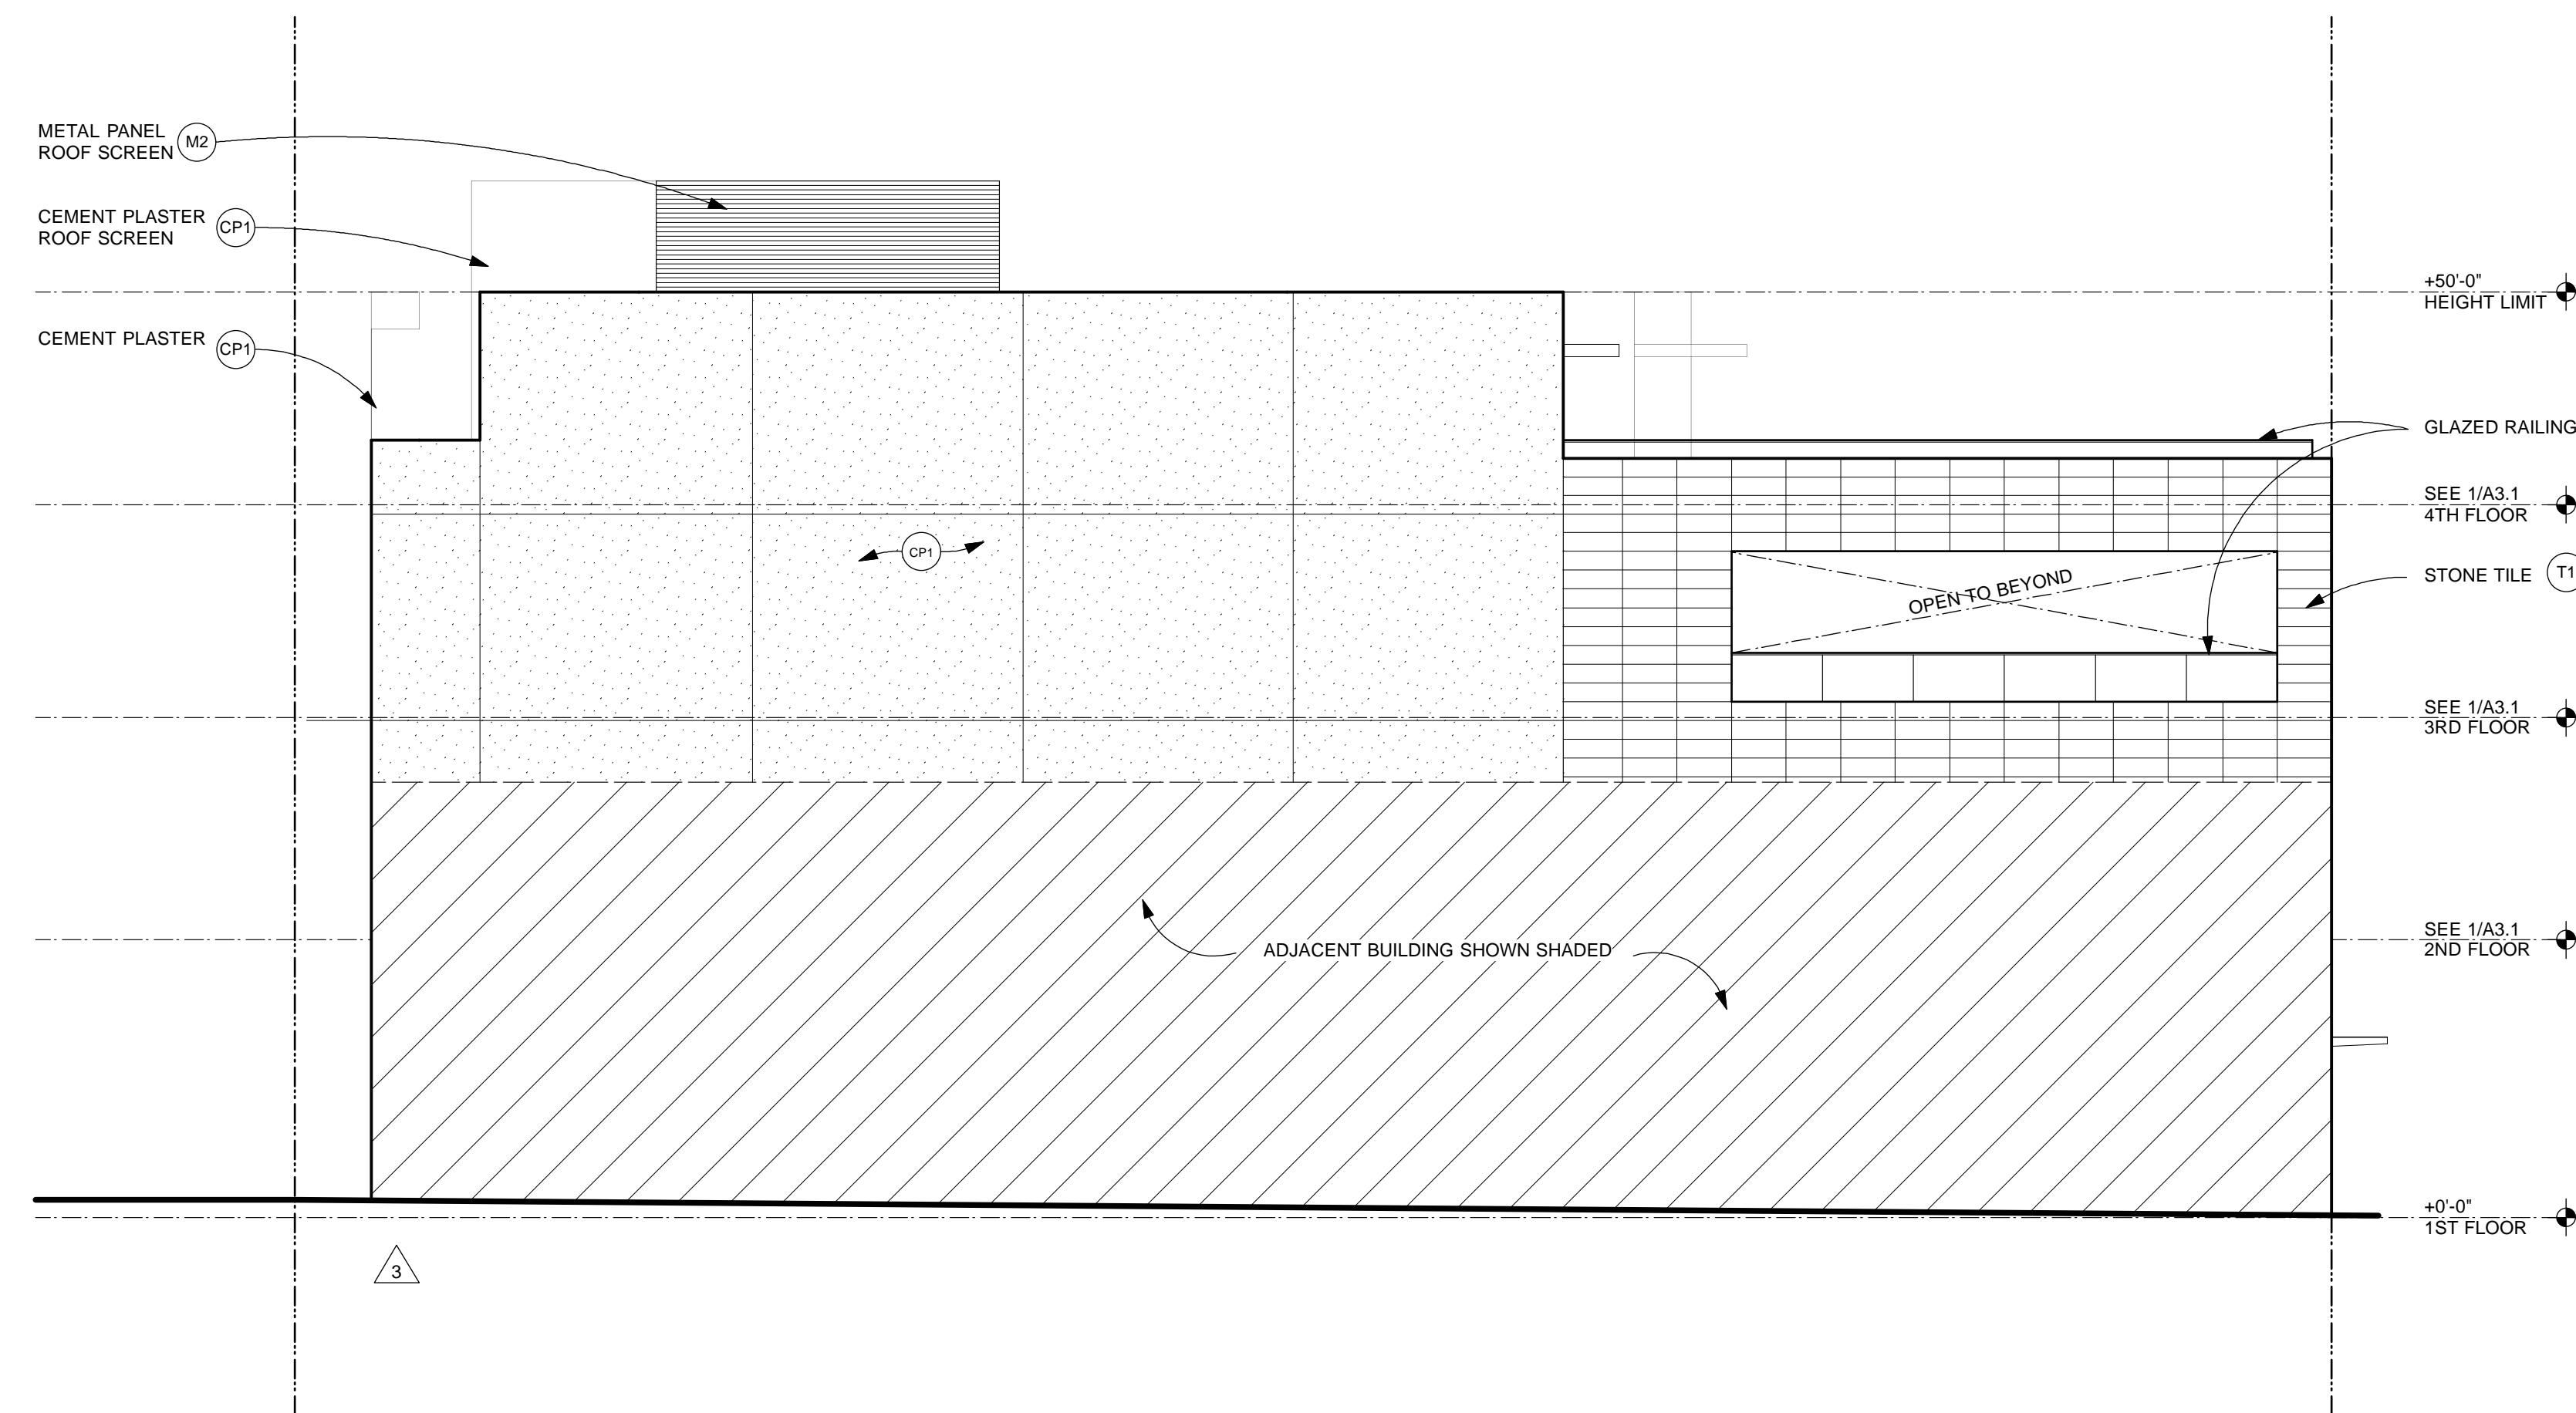 METAL PANEL
ROOF SCREEN
M2
CEMENT PLASTER
ROOF SCREEN
CP1
CEMENT PLASTER
CP1
+50'-0"
HEIGHT LIMIT
GLAZED RAILING
SEE 1/A3.1
4TH FLOOR
CP1
STONE TILE
T1
OPEN TO BEYOND
SEE 1/A3.1
3RD FLOOR
SEE 1/A3.1
2ND FLOOR
ADJACENT BUILDING SHOWN SHADED
+0'-0"
1ST FLOOR
3